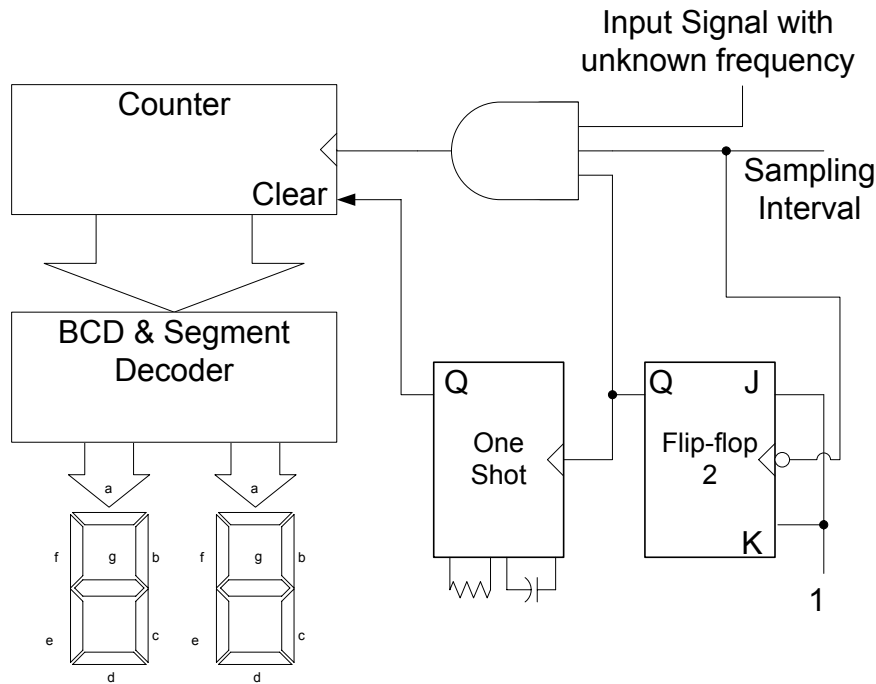 Input Signal with
unknown frequency
Counter
Clear
Sampling
Interval
BCD & Segment
Decoder
Q
One
Shot
Q
J
Flip-flop
2
K
1
a
f
g
b
e
c
d
a
f
g
b
e
c
d